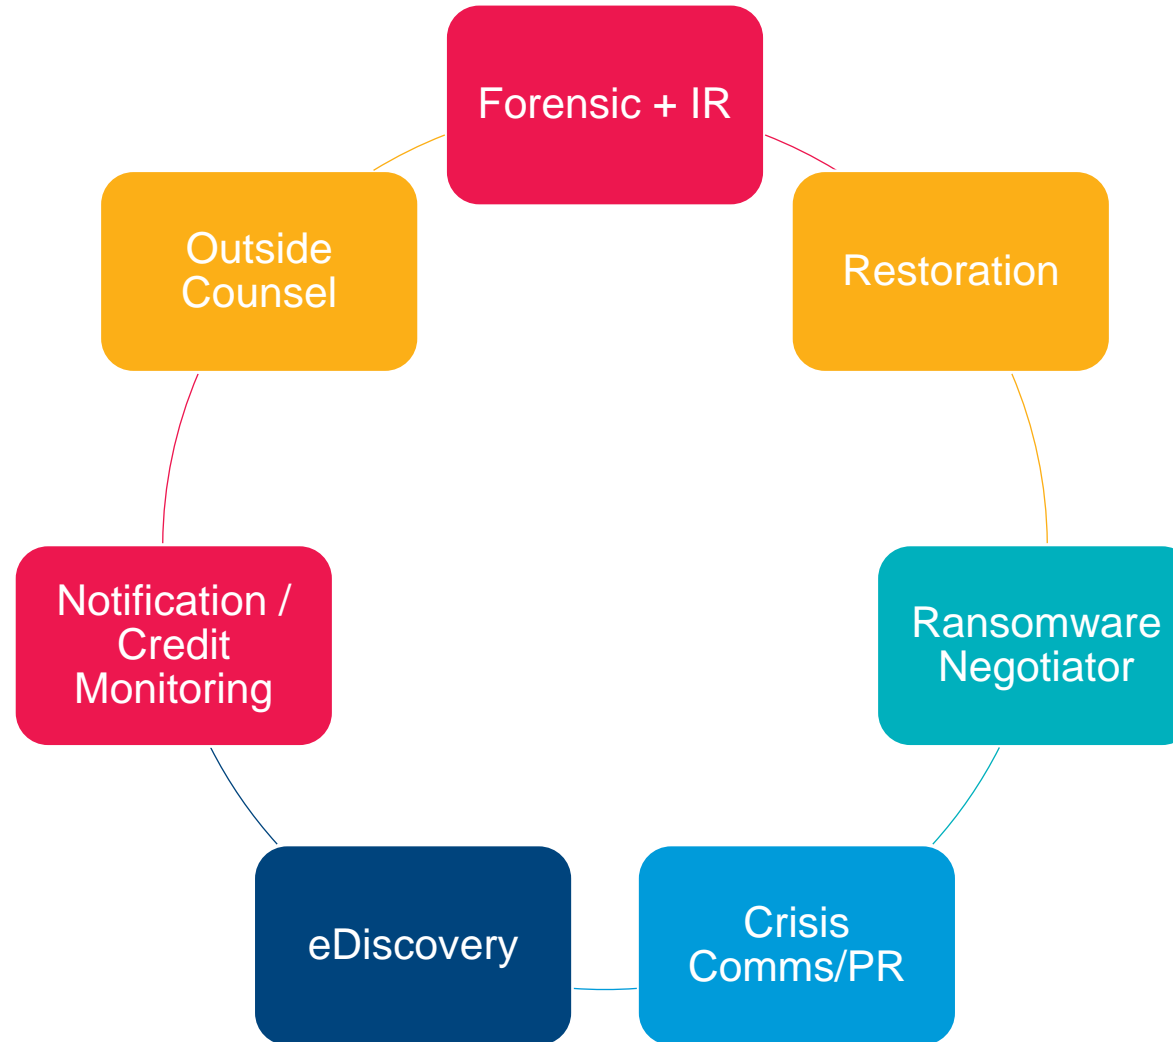 Forensic + IR
Restoration
Ransomware
Negotiator
Crisis
Comms/PR
eDiscovery
Notification /
Credit
Monitoring
Outside
Counsel